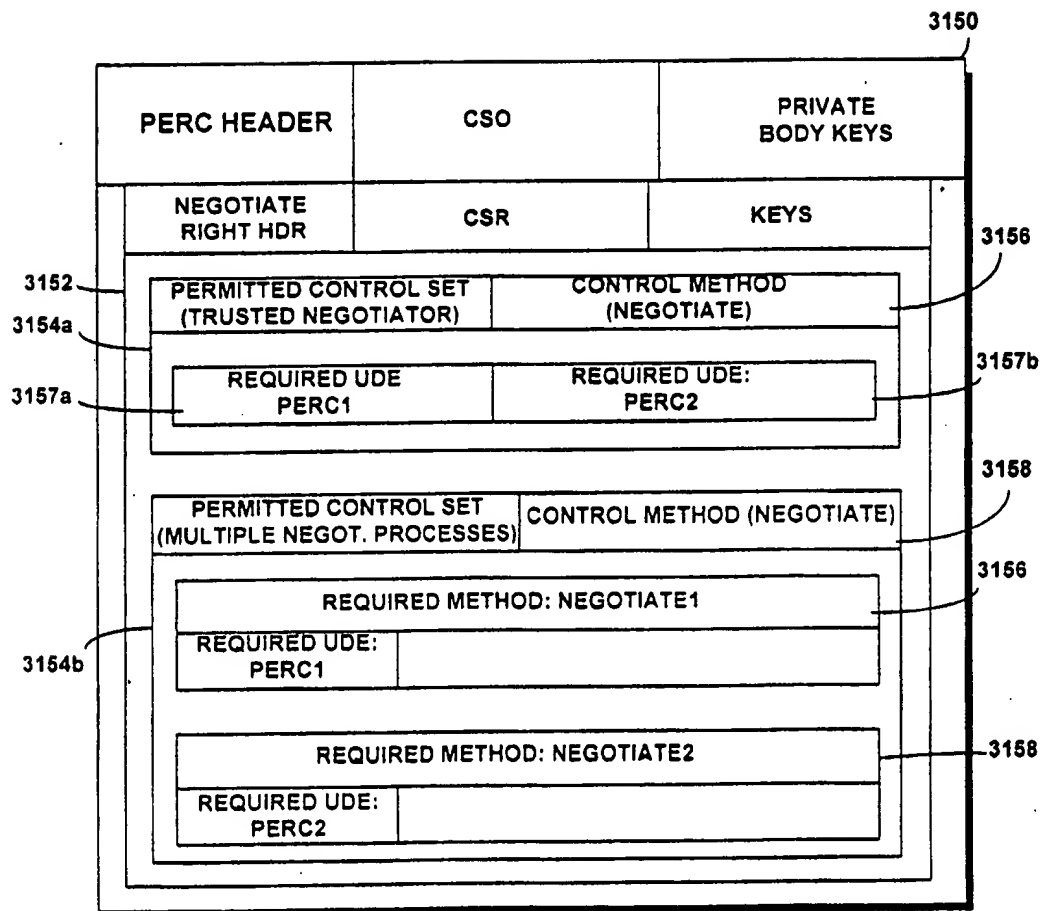 3150
PERC HEADER
CSO
PRIVATE
BODY KEYS
NEGOTIATE
RIGHT HDR
CSR
KEYS
3156
3152
PERMITTED CONTROL SET
(TRUSTED NEGOTIATOR)
CONTROL METHOD
(NEGOTIATE)
3154a
3157a
REQUIRED UDE
PERC1
REQUIRED UDE:
PERC2
3157b
3158
PERMITTED CONTROL SET
(MULTIPLE NEGOT. PROCESSES)
CONTROL METHOD (NEGOTIATE)
3156
REQUIRED METHOD: NEGOTIATE1
3154b
REQUIRED UDE:
PERC1
REQUIRED METHOD: NEGOTIATE2
3158
REQUIRED UDE:
PERC2